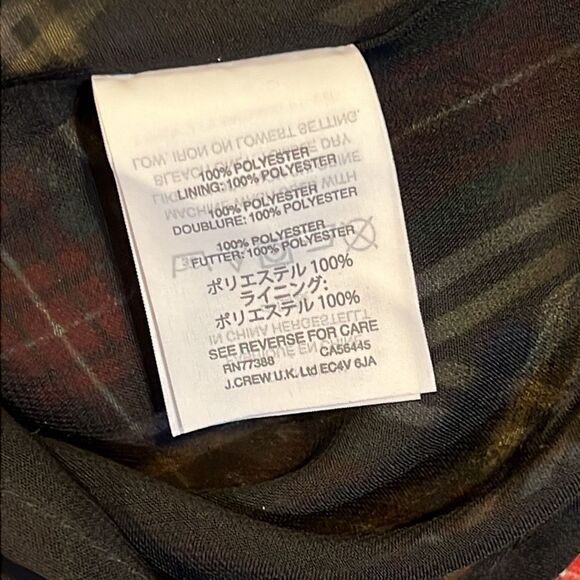 100% POLYESTER
LINING: 100% POLYESTER
100% POLYESTER
DOUBLURE: 100% POLYESTER
100% POLYESTER
FUTTER: 100% POLYESTER
ポリエステル 100%
ライニング:
ポリエステル 100%
SEE REVERSE FOR CARE
RN77388 CA56445
J.CREW U.K. Ltd EC4V 6JA